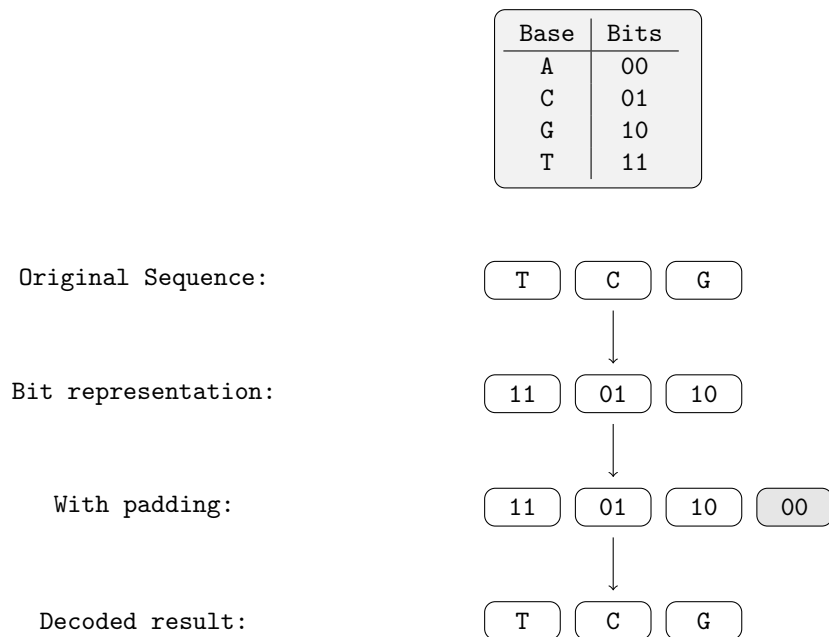 Base Bits
A 00
C 01
G 10
T 11
Original Sequence: T C G
Bit representation: 11 01 10
With padding: 11 01 10 00
Decoded result: T C G